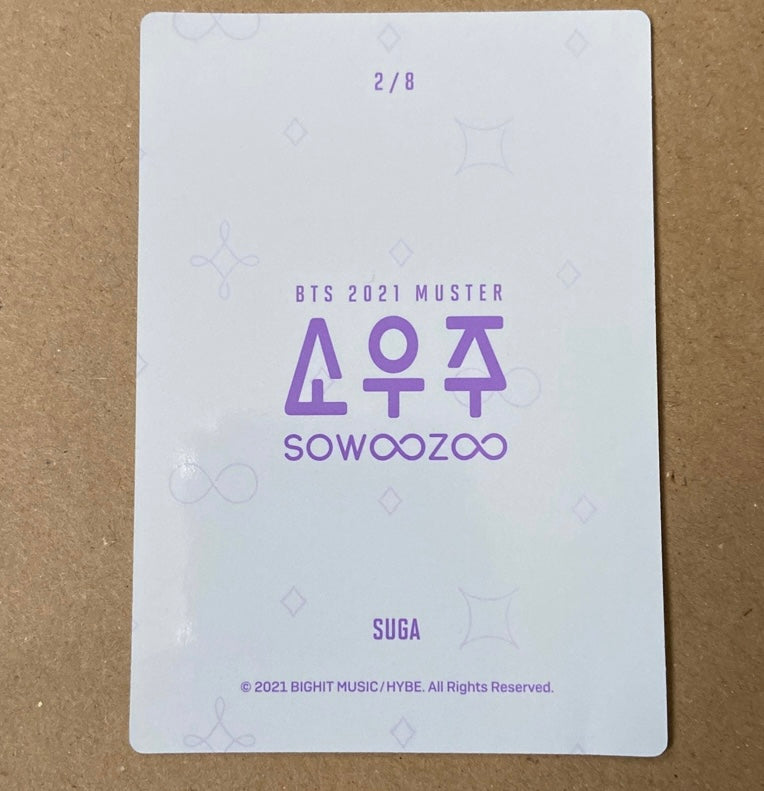 2/8
BTS 2021 MUSTER
소우주
SOWOOZOO
SUGA
© 2021 BIGHIT MUSIC/HYBE. All Rights Reserved.